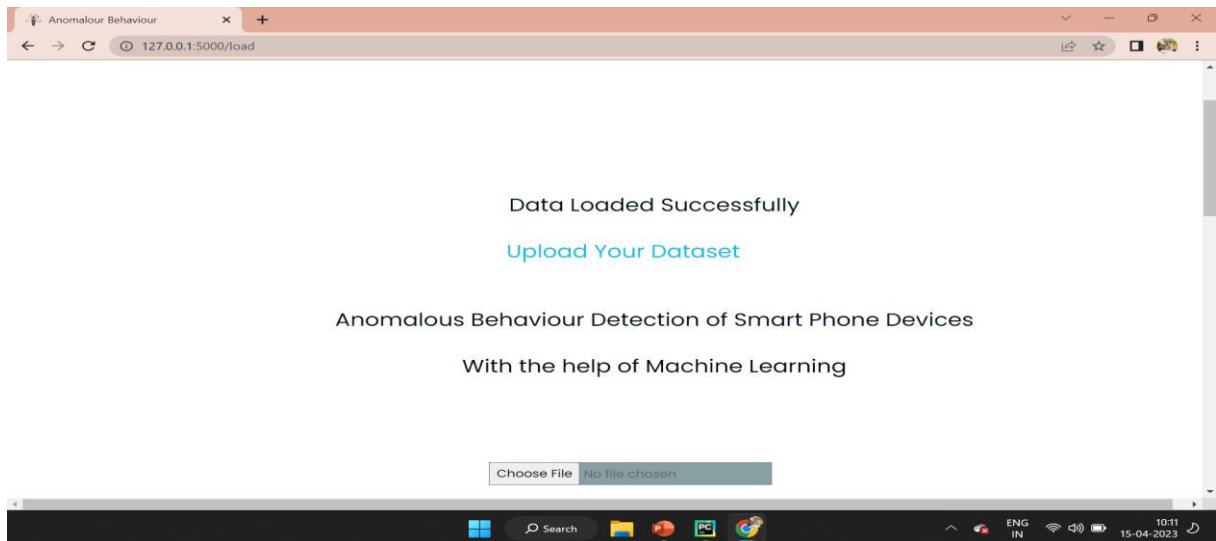 Anomalour Behaviour
127.0.0.1:5000/load
Data Loaded Successfully
Upload Your Dataset
Anomalous Behaviour Detection of Smart Phone Devices
With the help of Machine Learning
Choose File No file chosen
Search
ENG
IN
10:11
15-04-2023